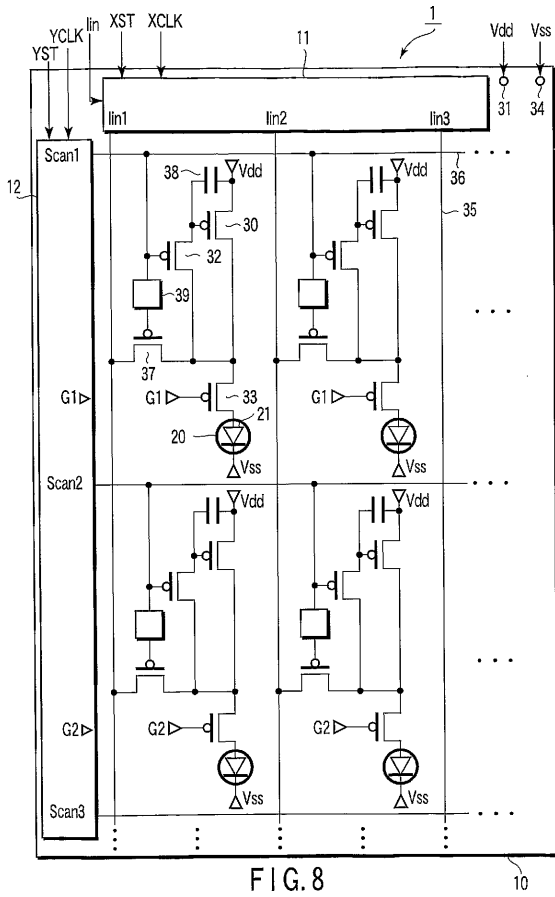 YST YCLK Iin XST XCLK 1 Vdd Vss
11 31 34
Iin1 Iin2 Iin3
12 Scan1 36
38 Vdd Vdd 35
30
32
39
37
G1 G1 33 G1
20 21
Vss Vss
Scan2
Vdd Vdd
G2 G2 G2
Vss Vss
Scan3
10
FIG. 8